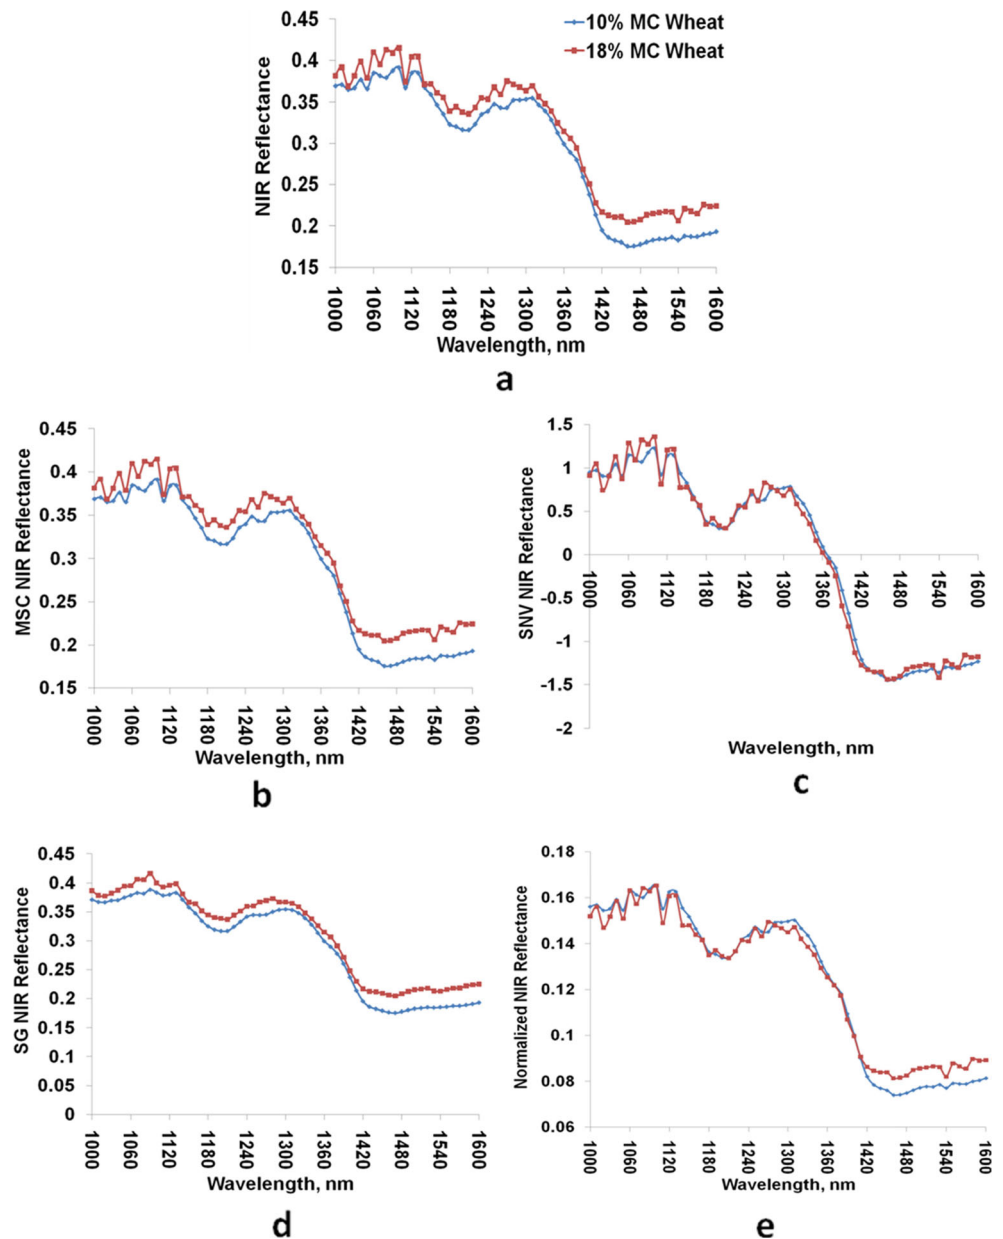 10% MC Wheat
18% MC Wheat
NIR Reflectance
0.45
0.4
0.35
0.3
0.25
0.2
0.15
1000 1060 1120 1180 1240 1300 1360 1420 1480 1540 1600
Wavelength, nm
a
MSC NIR Reflectance
0.45
0.4
0.35
0.3
0.25
0.2
0.15
1000 1060 1120 1180 1240 1300 1360 1420 1480 1540 1600
Wavelength, nm
b
SNV NIR Reflectance
1.5
1
0.5
0
-0.5
-1
-1.5
-2
1000 1060 1120 1180 1240 1300 1360 1420 1480 1540 1600
Wavelength, nm
c
SG NIR Reflectance
0.45
0.4
0.35
0.3
0.25
0.2
0.15
0.1
0.05
0
1000 1060 1120 1180 1240 1300 1360 1420 1480 1540 1600
Wavelength, nm
d
Normalized NIR Reflectance
0.18
0.16
0.14
0.12
0.1
0.08
0.06
1000 1060 1120 1180 1240 1300 1360 1420 1480 1540 1600
Wavelength, nm
e